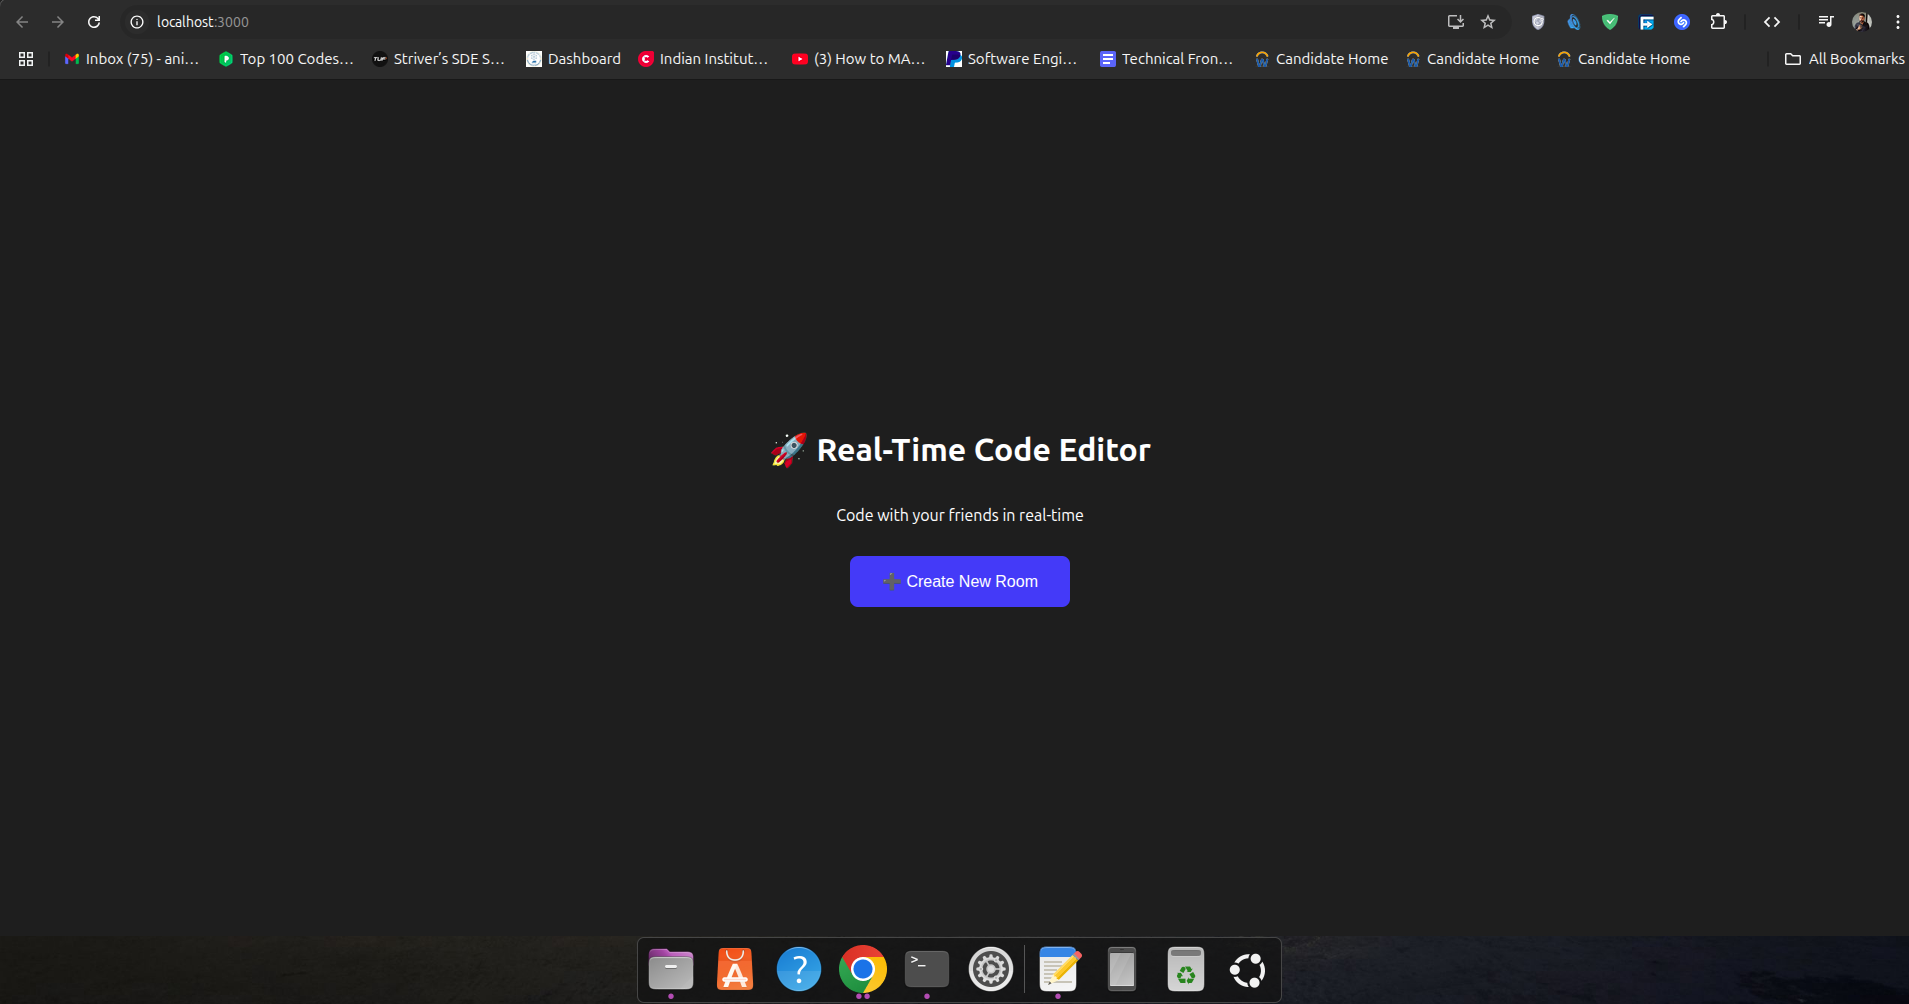 localhost:3000
Inbox (75) - ani... Top 100 Codes... Striver's SDE S... Dashboard Indian Institut... (3) How to MA... Software Engi... Technical Fron... Candidate Home Candidate Home Candidate Home All Bookmarks
🚀 Real-Time Code Editor
Code with your friends in real-time
➕ Create New Room